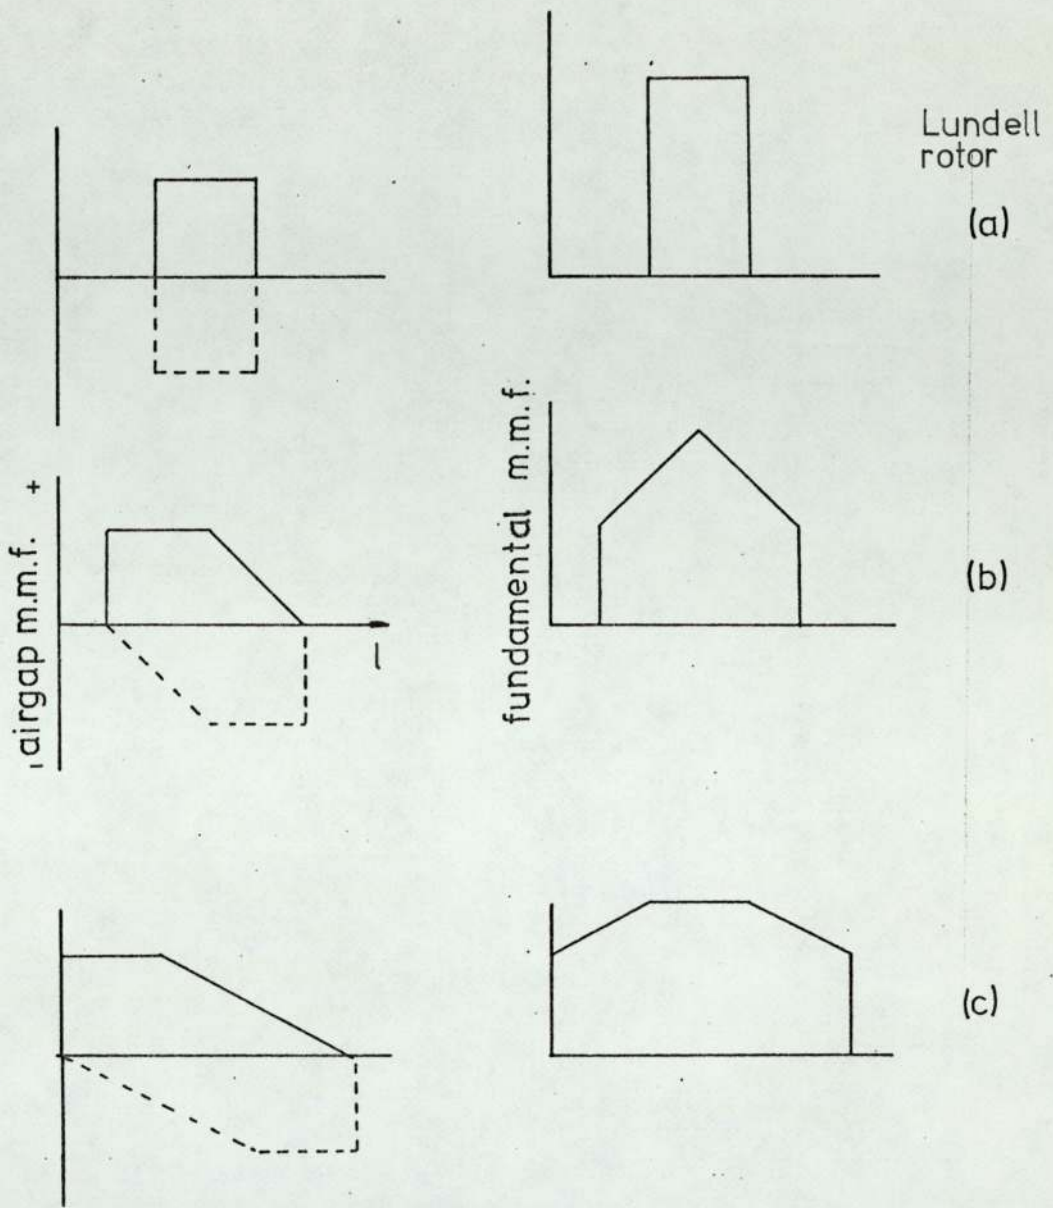 Lundell
rotor
(a)
airgap m.m.f. +
l
fundamental m.m.f.
(b)
(c)